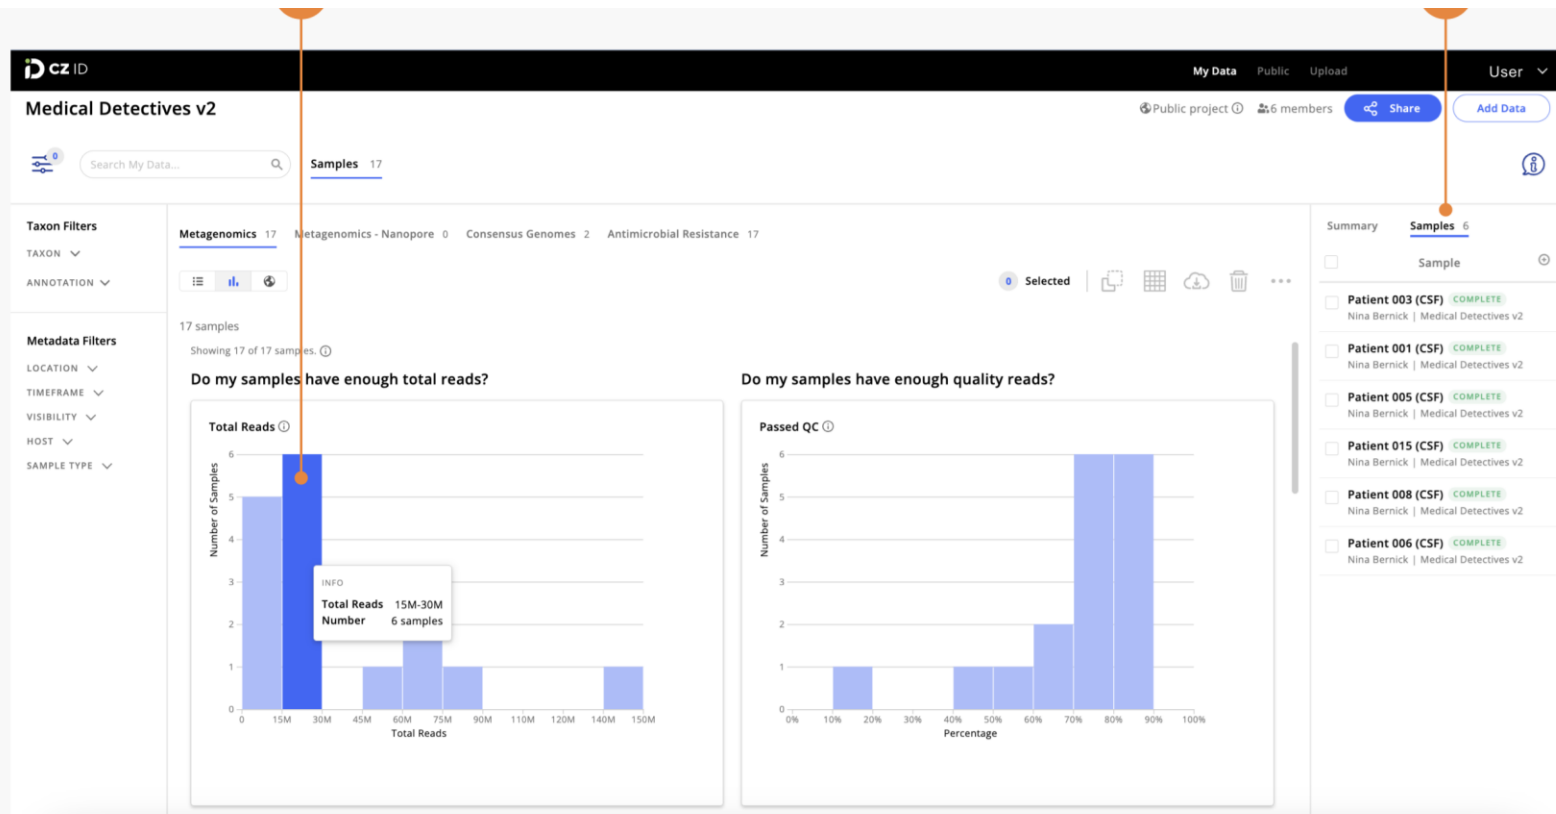 CZ ID
My Data Public Upload User
Medical Detectives v2
Public project 6 members Share Add Data
0
Search My Data... Samples 17
Taxon Filters
TAXON
ANNOTATION
Metadata Filters
LOCATION
TIMEFRAME
VISIBILITY
HOST
SAMPLE TYPE
Metagenomics 17 Metagenomics - Nanopore 0 Consensus Genomes 2 Antimicrobial Resistance 17
0 Selected
17 samples
Showing 17 of 17 samples.
Do my samples have enough total reads?
Total Reads
Number of Samples
6
5
4
3
2
1
0
0 15M 30M 45M 60M 75M 90M 110M 120M 140M 150M
Total Reads
INFO
Total Reads 15M-30M
Number 6 samples
Do my samples have enough quality reads?
Passed QC
Number of Samples
6
5
4
3
2
1
0
0% 10% 20% 30% 40% 50% 60% 70% 80% 90% 100%
Percentage
Summary Samples 6
Sample
Patient 003 (CSF) COMPLETE
Nina Bernick | Medical Detectives v2
Patient 001 (CSF) COMPLETE
Nina Bernick | Medical Detectives v2
Patient 005 (CSF) COMPLETE
Nina Bernick | Medical Detectives v2
Patient 015 (CSF) COMPLETE
Nina Bernick | Medical Detectives v2
Patient 008 (CSF) COMPLETE
Nina Bernick | Medical Detectives v2
Patient 006 (CSF) COMPLETE
Nina Bernick | Medical Detectives v2